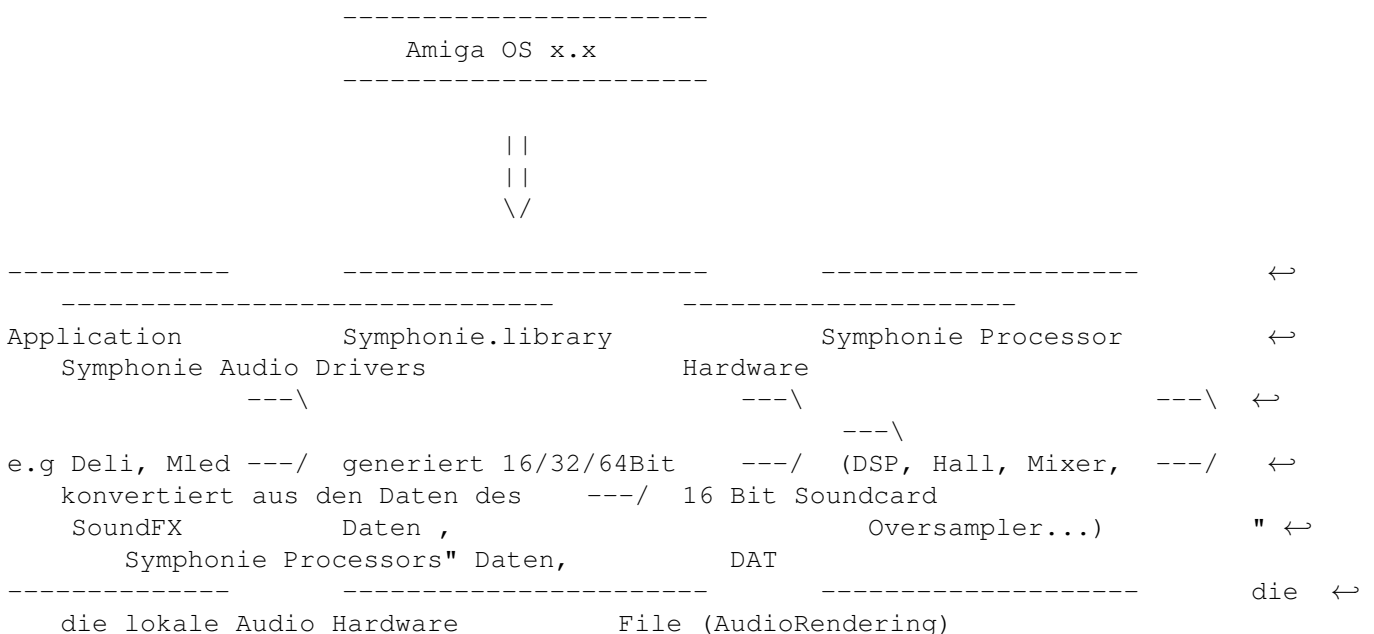 -----------------------
Amiga OS x.x
-----------------------
||
||
\/
-------------- ----------------------- -------------------- ↩
------------------------------- ---------------------
Application Symphonie.library Symphonie Processor ↩
Symphonie Audio Drivers Hardware
---\ ---\ ---\ ↩
---\
e.g Deli, Mled ---/ generiert 16/32/64Bit ---/ (DSP, Hall, Mixer, ---/ ↩
konvertiert aus den Daten des ---/ 16 Bit Soundcard
SoundFX Daten , Oversampler...) " ↩
Symphonie Processors" Daten, DAT
-------------- ----------------------- -------------------- die ↩
die lokale Audio Hardware File (AudioRendering)